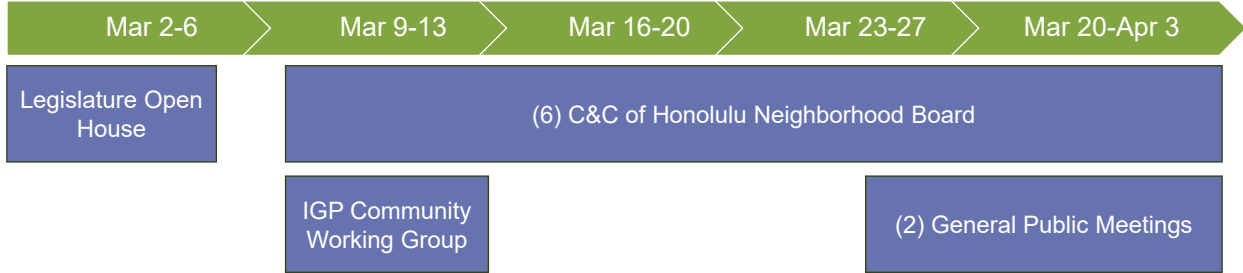 Mar 2-6
Mar 9-13
Mar 16-20
Mar 23-27
Mar 20-Apr 3
Legislature Open
House
(6) C&C of Honolulu Neighborhood Board
IGP Community
Working Group
(2) General Public Meetings